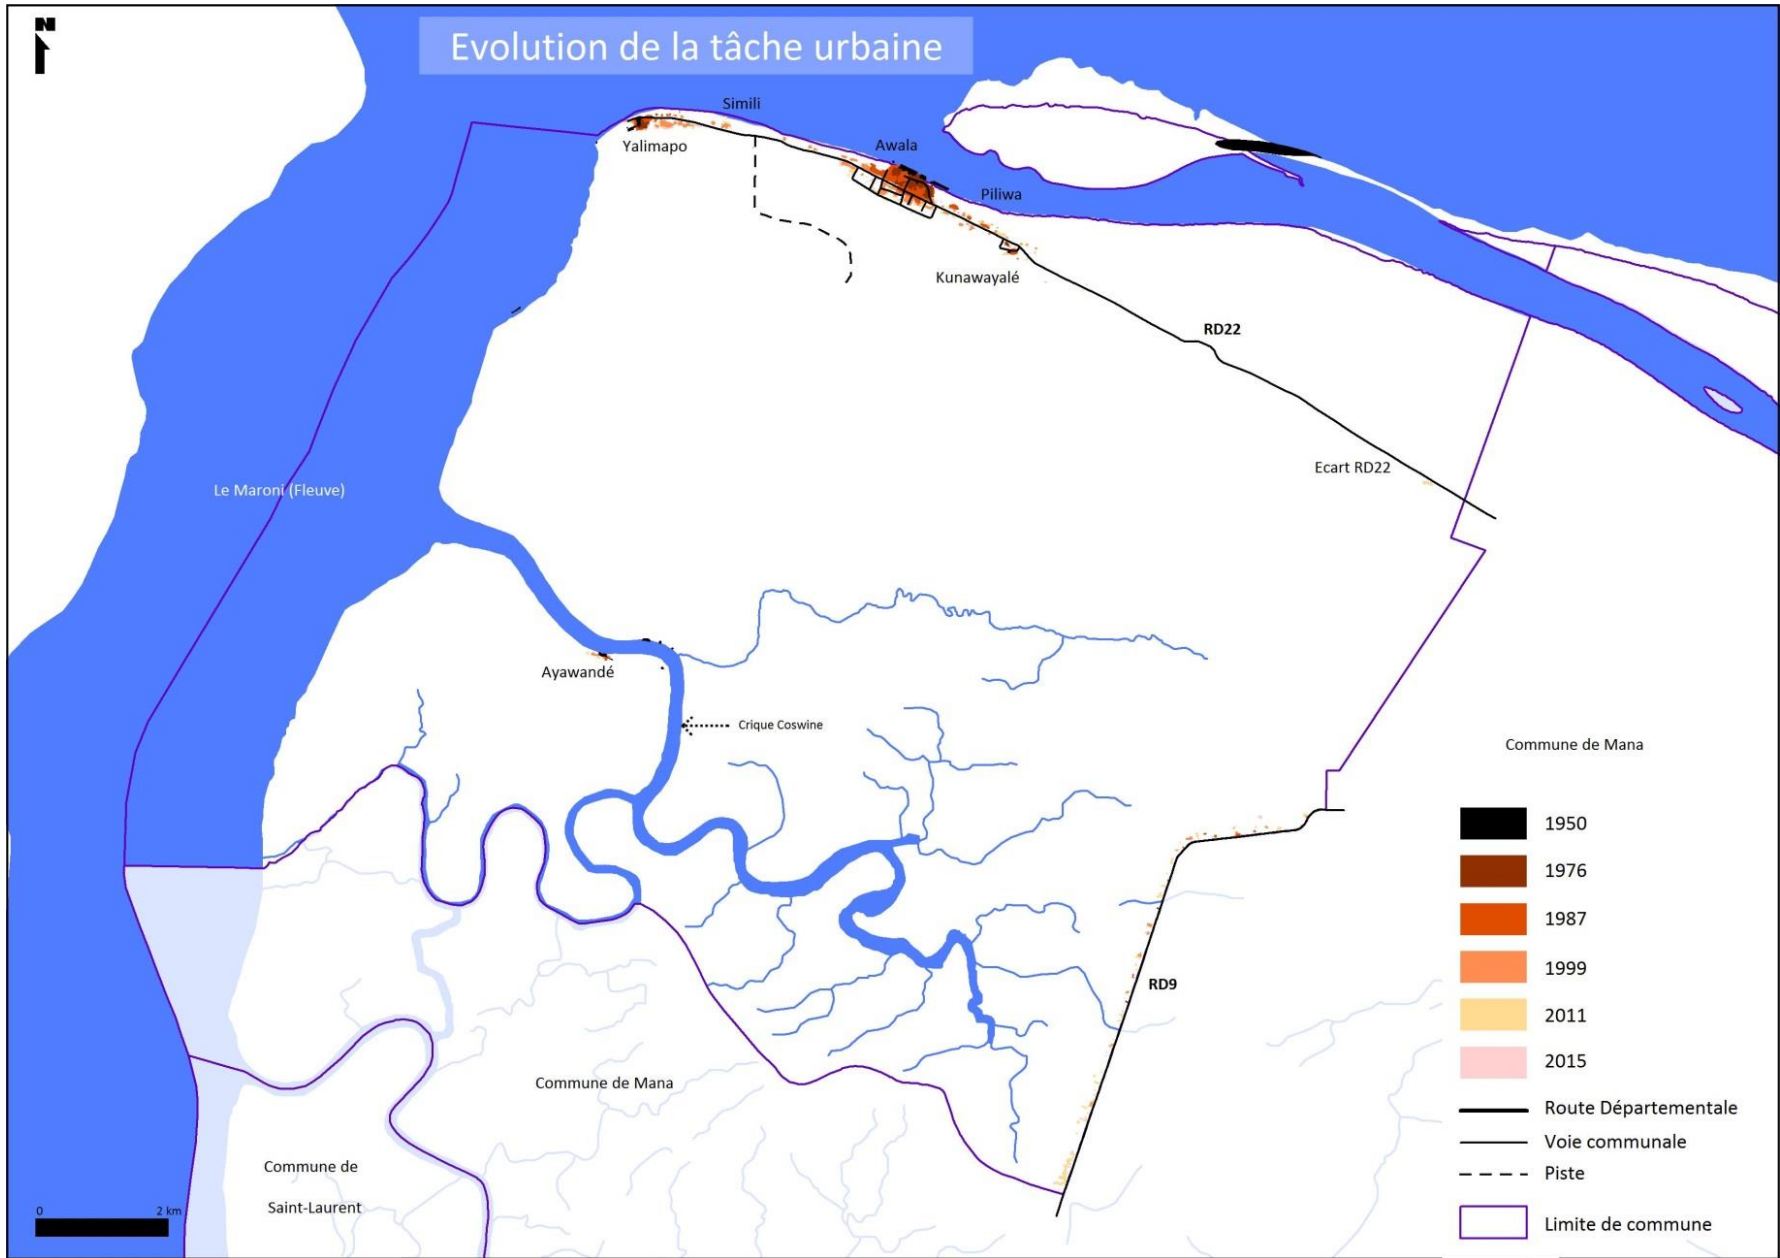 N
Evolution de la tâche urbaine
Simili
Yalimapo
Awala
Piliwa
Kunawayalé
RD22
Ecart RD22
Le Maroni (Fleuve)
Ayawandé
Crique Coswine
Commune de Mana
RD9
Commune de Mana
Commune de
Saint-Laurent
0 2 km
1950
1976
1987
1999
2011
2015
Route Départementale
Voie communale
Piste
Limite de commune